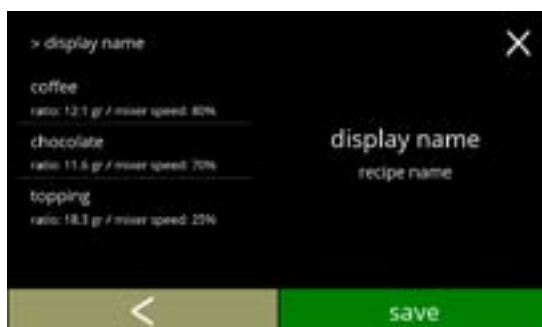 > display name
coffee
ratio: 12.1 gr / mixer speed: 80%
chocolate
ratio: 11.6 gr / mixer speed: 70%
topping
ratio: 18.3 gr / mixer speed: 25%
display name
recipe name
save